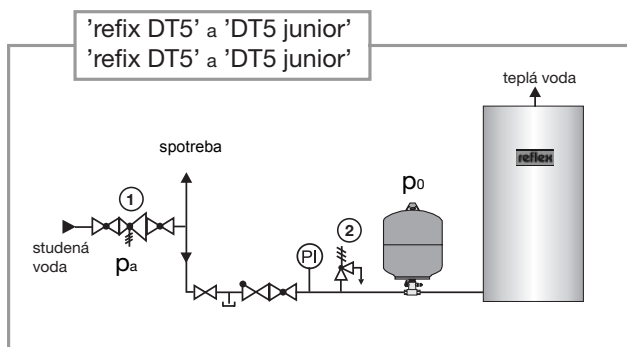 ’refix DT5’ a ’DT5 junior’
’refix DT5’ a ’DT5 junior’
teplá voda
spotreba
reflex
p0
1
2
PI
studená
voda
pa